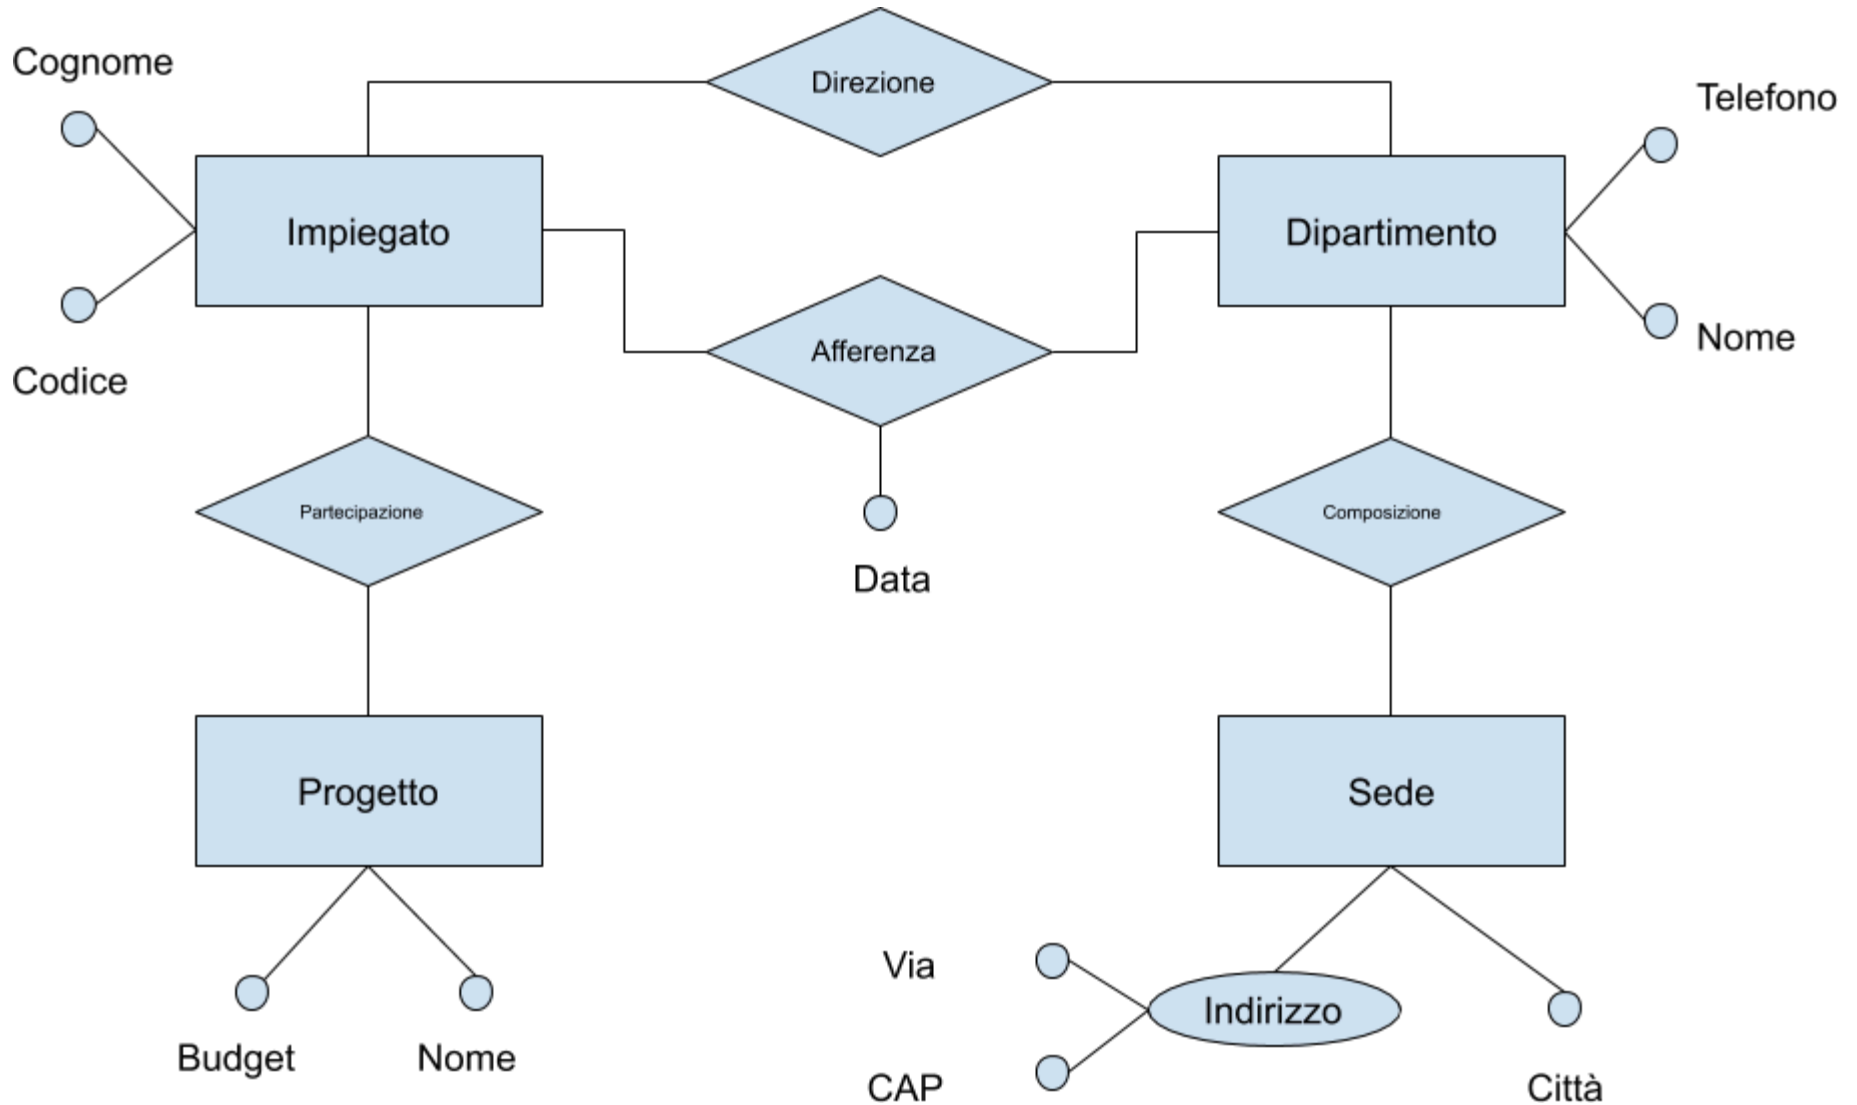 Cognome
Direzione
Telefono
Impiegato
Dipartimento
Afferenza
Nome
Codice
Partecipazione
Composizione
Data
Progetto
Sede
Via
Indirizzo
Budget
Nome
CAP
Città